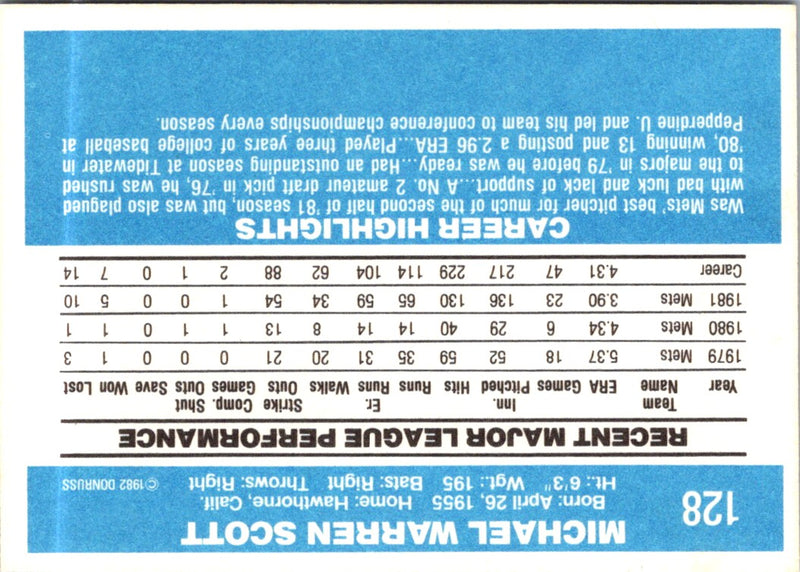 128
MICHAEL WARREN SCOTT
Born: April 26, 1955 Home: Hawthorne, Calif.
Ht.: 6'3" Wgt.: 195 Bats: Right Throws: Right
© 1982 DONRUSS
RECENT MAJOR LEAGUE PERFORMANCE
Year Team Name ERA Games Inn. Pitched Hits Runs Er. Runs Walks Strike Outs Comp. Games Shut Outs Save Won Lost
1979 Mets 5.37 18 52 59 35 31 20 21 0 0 0 1 3
1980 Mets 4.34 6 29 40 14 14 8 13 1 1 0 1 1
1981 Mets 3.90 23 136 130 65 59 34 54 1 0 0 5 10
Career 4.31 47 217 229 114 104 62 88 2 1 0 7 14
CAREER HIGHLIGHTS
Was Mets' best pitcher for much of the second half of '81 season, but was also plagued
with bad luck and lack of support...A No. 2 amateur draft pick in '76, he was rushed
to the majors in '79 before he was ready...Had an outstanding season at Tidewater in
'80, winning 13 and posting a 2.96 ERA...Played three years of college baseball at
Pepperdine U. and led his team to conference championships every season.